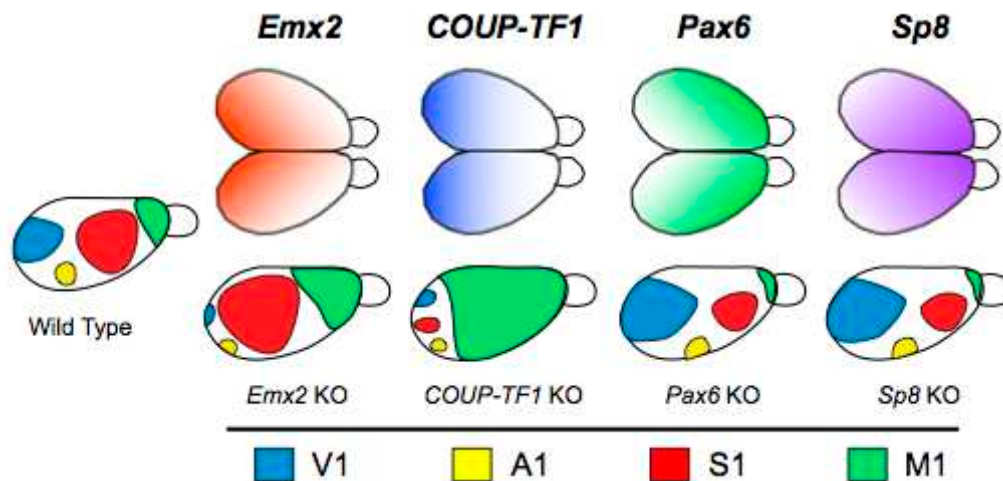 Emx2 COUP-TF1 Pax6 Sp8
Wild Type
Emx2 KO COUP-TF1 KO Pax6 KO Sp8 KO
V1 A1 S1 M1